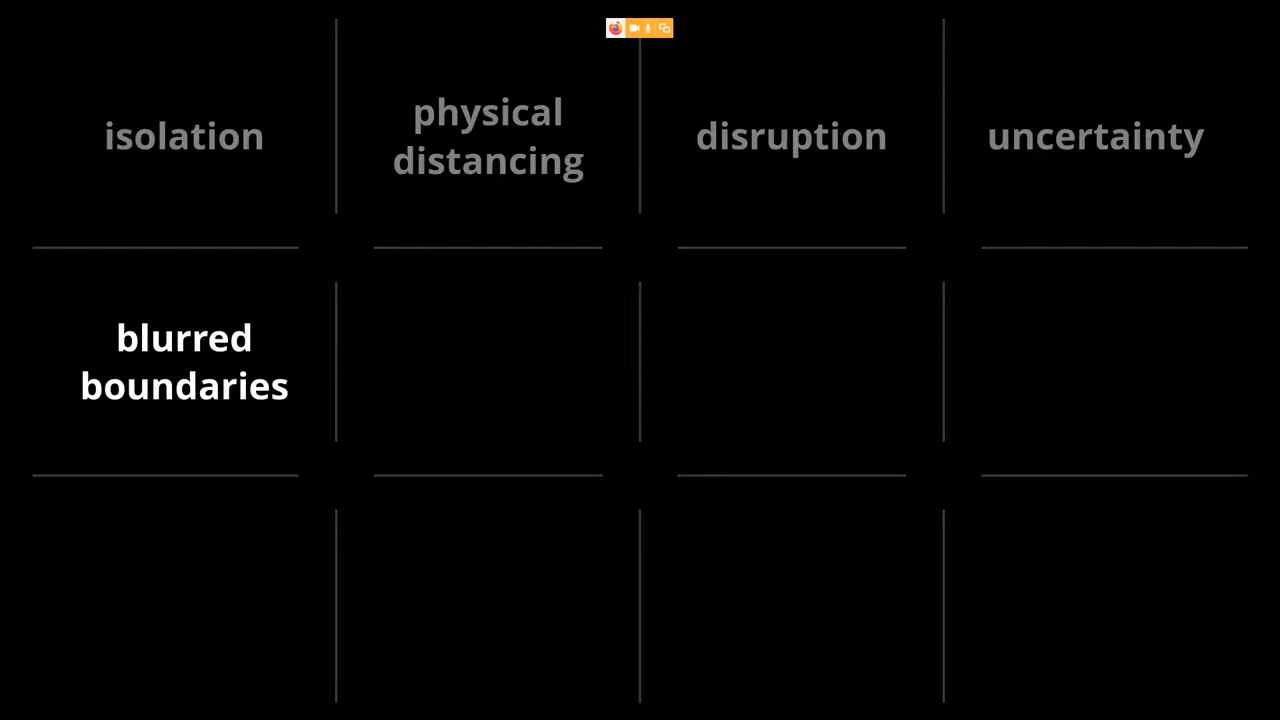 isolation
physical
distancing
disruption
uncertainty
blurred
boundaries